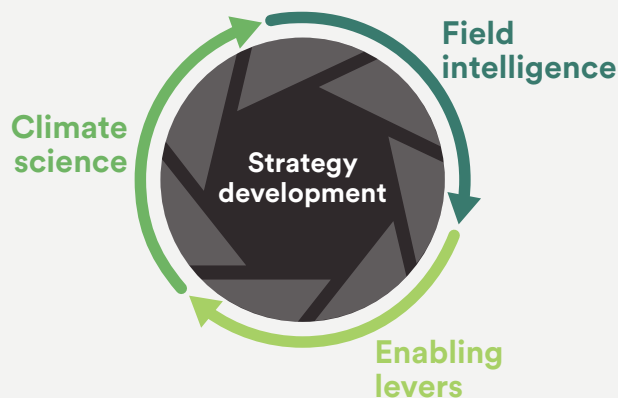 Field
intelligence
Climate
science
Strategy
development
Enabling
levers